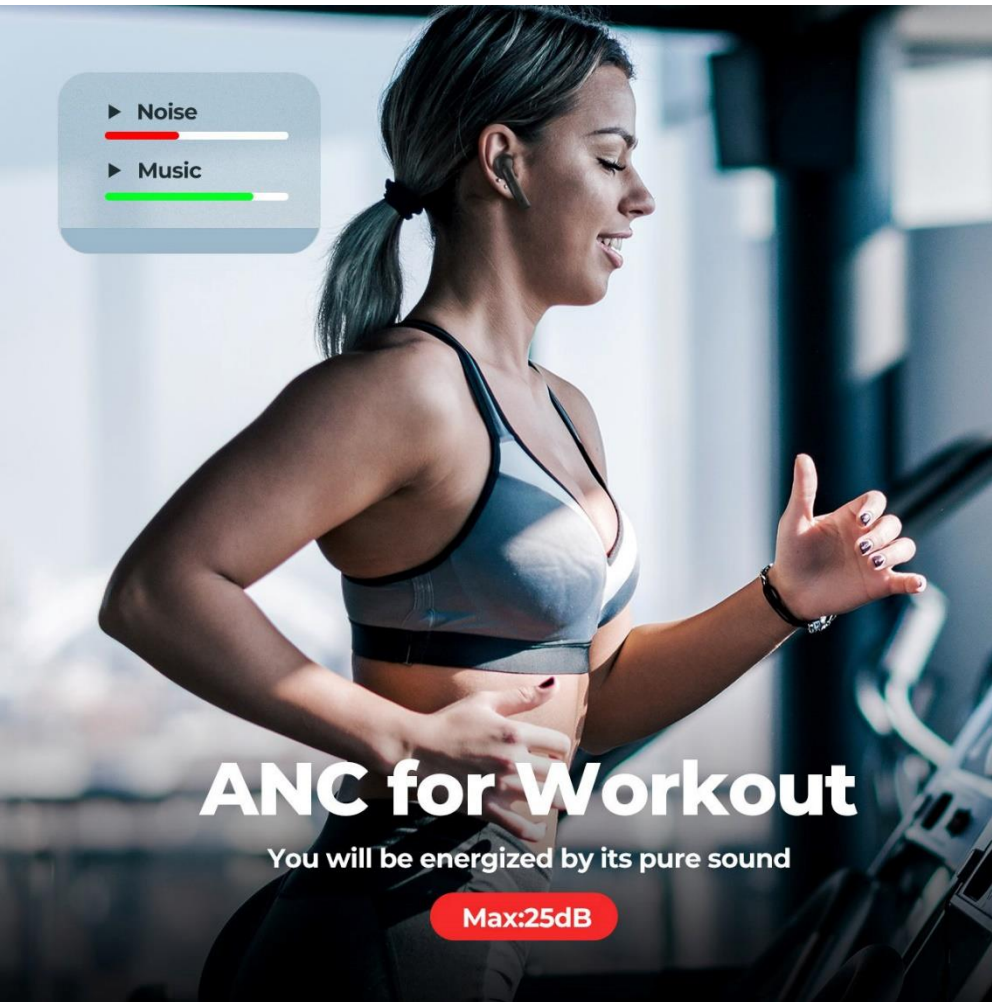 Noise
Music
ANC for Workout
You will be energized by its pure sound
Max:25dB